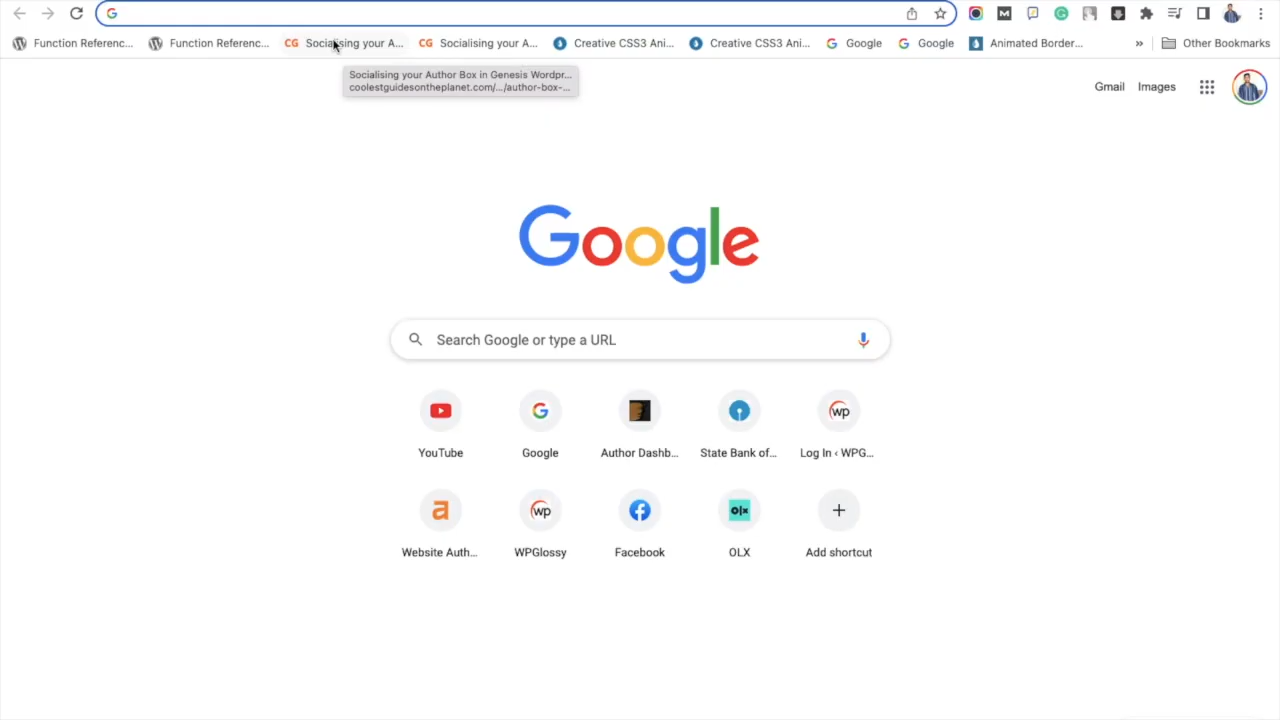 Function Referenc... Function Referenc... CG Socialising your A... CG Socialising your A... Creative CSS3 Ani... Creative CSS3 Ani... Google Google Animated Border... » Other Bookmarks
Socialising your Author Box in Genesis Wordpr...
coolestguidesontheplanet.com/.../author-box-...
Gmail Images
Google
Search Google or type a URL
YouTube Google Author Dashb... State Bank of... Log In ‹ WPG...
Website Auth... WPGlossy Facebook OLX Add shortcut